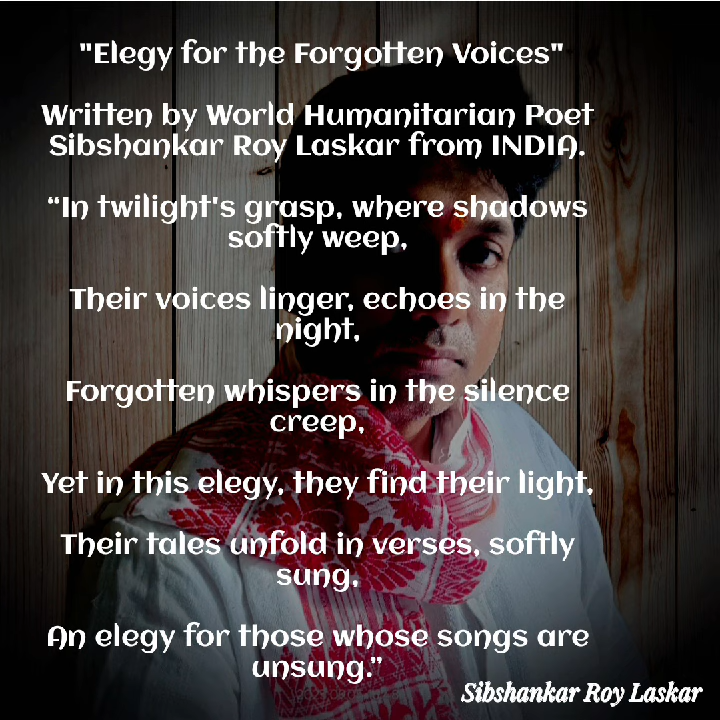 "Elegy for the Forgotten Voices"
Written by World Humanitarian Poet
Sibshankar Roy Laskar from INDIA.
“In twilight's grasp, where shadows
softly weep,
Their voices linger, echoes in the
night,
Forgotten whispers in the silence
creep,
Yet in this elegy, they find their light,
Their tales unfold in verses, softly
sung,
An elegy for those whose songs are
unsung.”
Sibshankar Roy Laskar